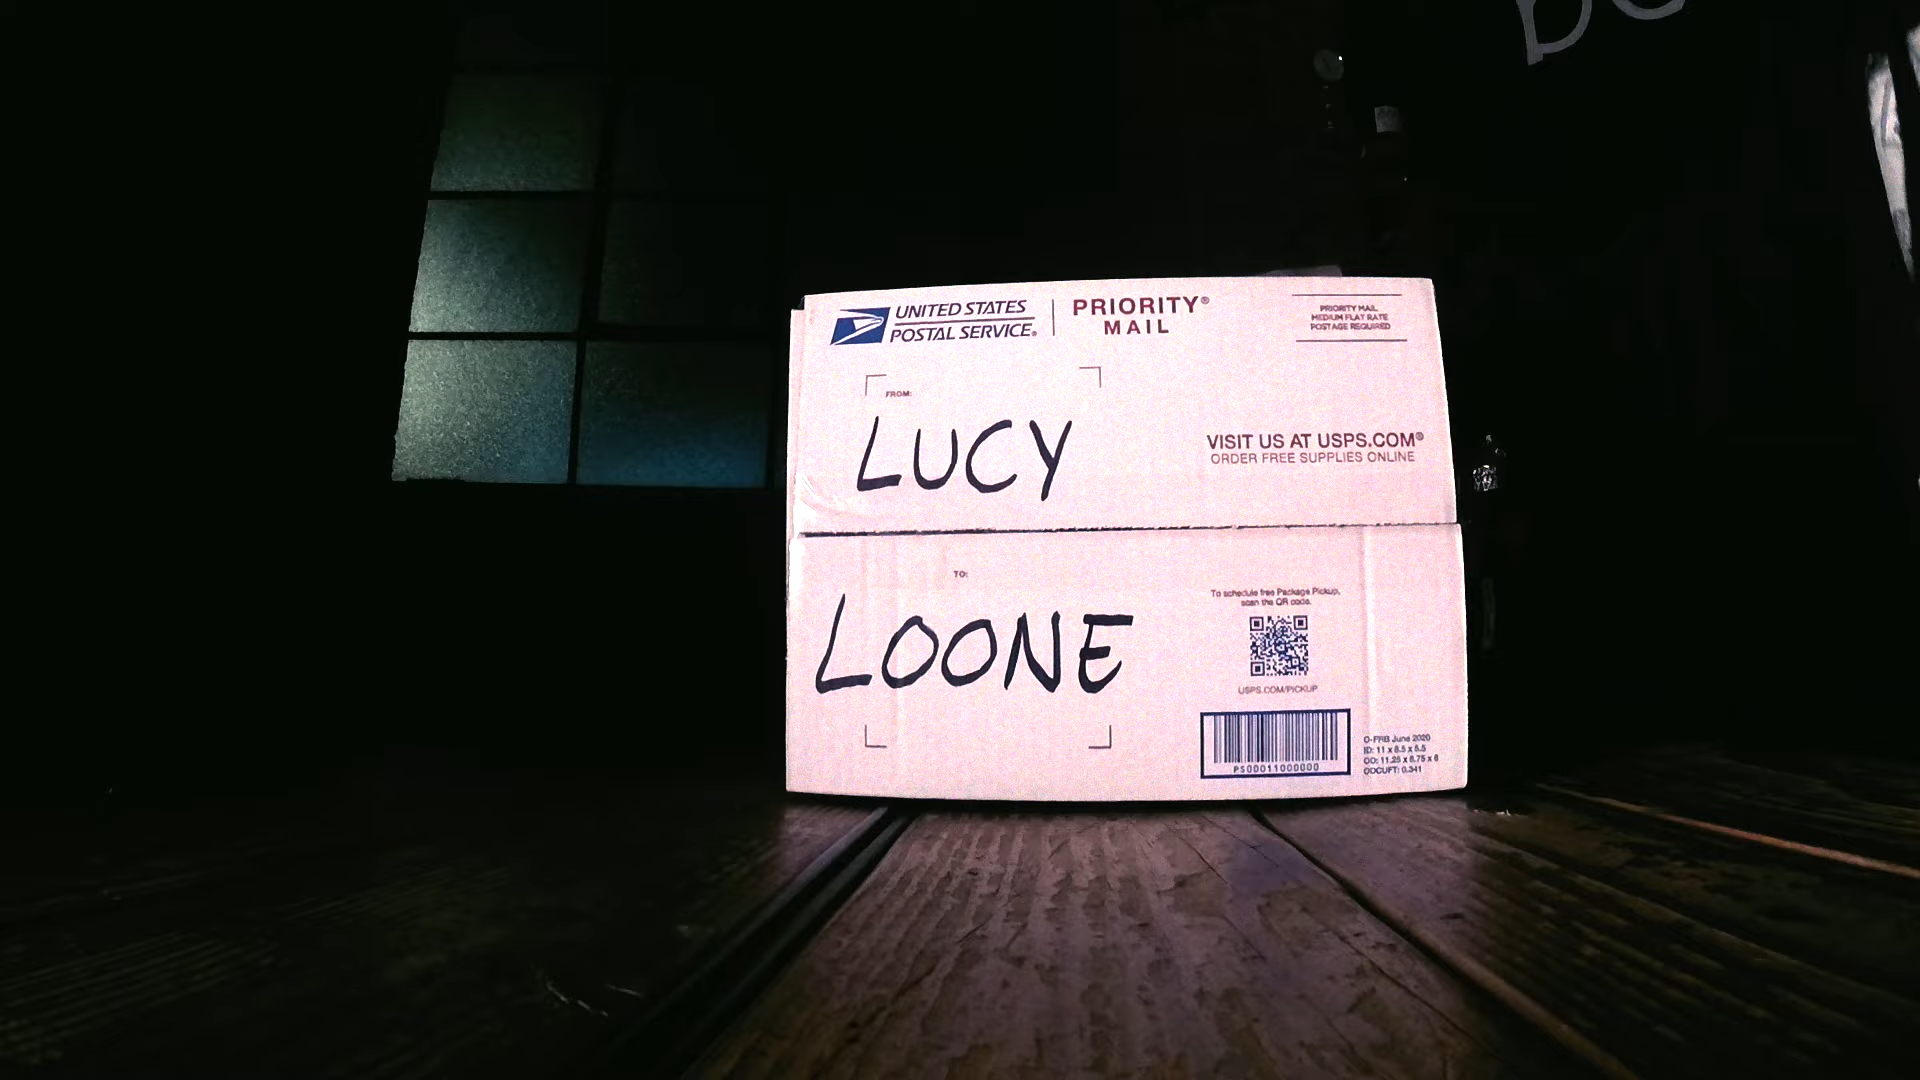 UNITED STATES
POSTAL SERVICE®
PRIORITY®
MAIL
PRIORITY MAIL
MEDIUM FLAT RATE
POSTAGE REQUIRED
FROM:
LUCY
VISIT US AT USPS.COM®
ORDER FREE SUPPLIES ONLINE
TO:
LOONE
To schedule free Package Pickup,
scan the QR code.
USPS.COM/PICKUP
PS00011000000
O-FRB June 2020
ID: 11 x 8.5 x 5.5
OD: 11.25 x 8.75 x 6
ODCUFT: 0.341